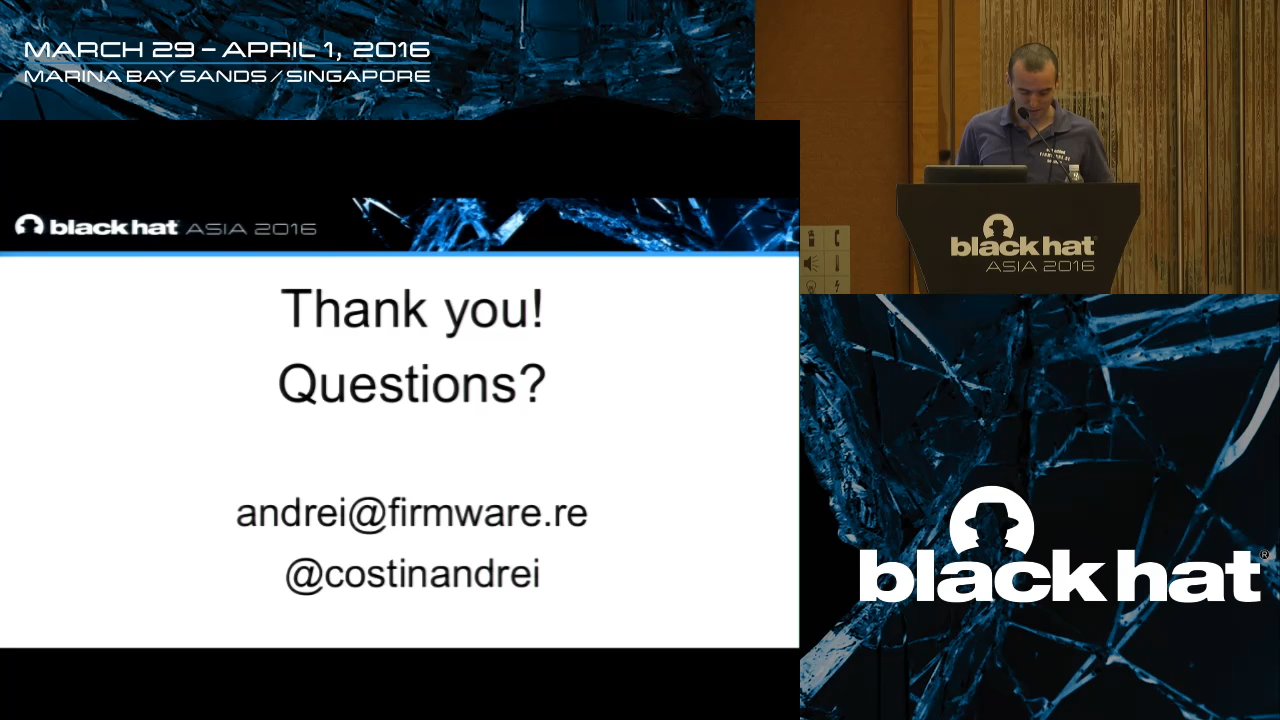 MARCH 29 – APRIL 1, 2016
MARINA BAY SANDS / SINGAPORE
black hat ASIA 2016
Thank you!
Questions?
andrei@firmware.re
@costinandrei
black hat
ASIA 2016
black hat®